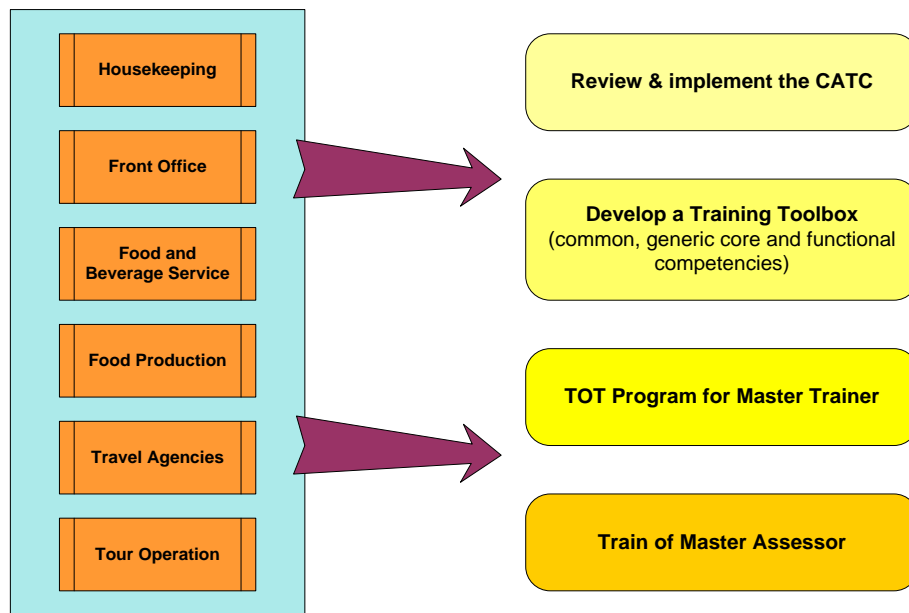 Housekeeping
Front Office
Food and
Beverage Service
Food Production
Travel Agencies
Tour Operation
Review & implement the CATC
Develop a Training Toolbox
(common, generic core and functional
competencies)
TOT Program for Master Trainer
Train of Master Assessor